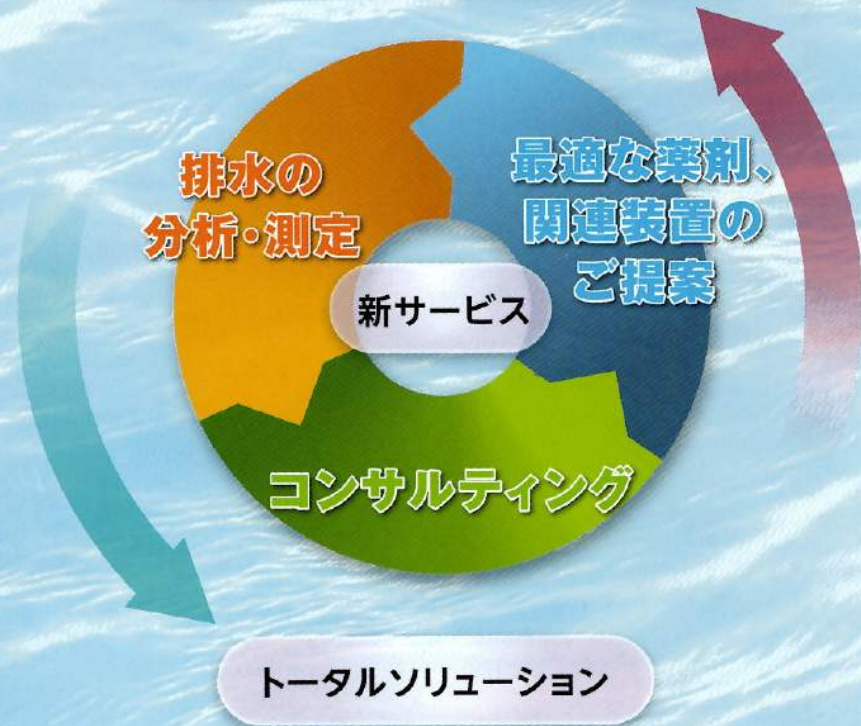 排水の
分析・測定
最適な薬剤、
関連装置の
ご提案
新サービス
コンサルティング
トータルソリューション